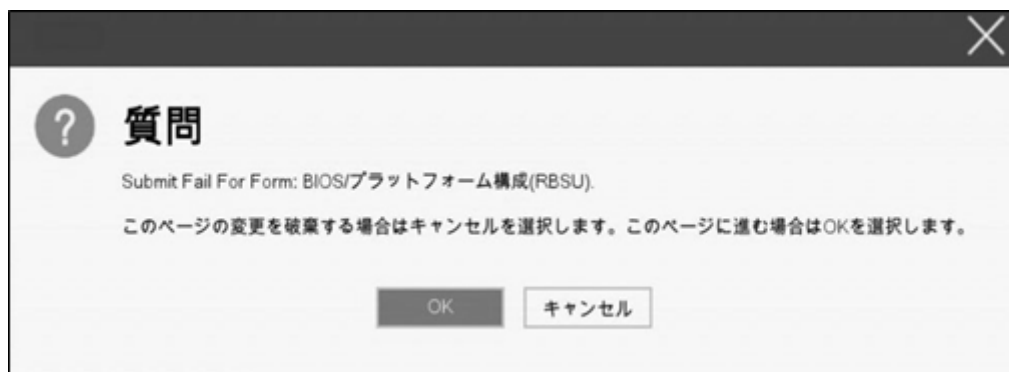 質問
Submit Fail For Form: BIOS/プラットフォーム構成(RBSU).
このページの変更を破棄する場合はキャンセルを選択します。このページに進む場合はOKを選択します。
OK
キャンセル